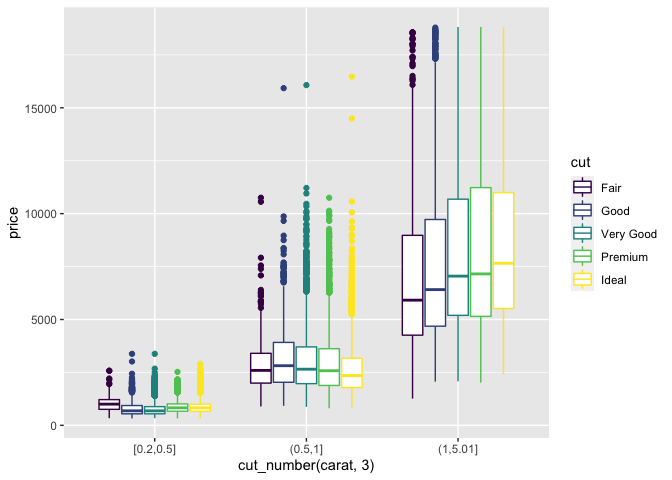 price
15000
10000
5000
0
[0.2,0.5]
(0.5,1]
(1,5.01]
cut_number(carat, 3)
cut
Fair
Good
Very Good
Premium
Ideal